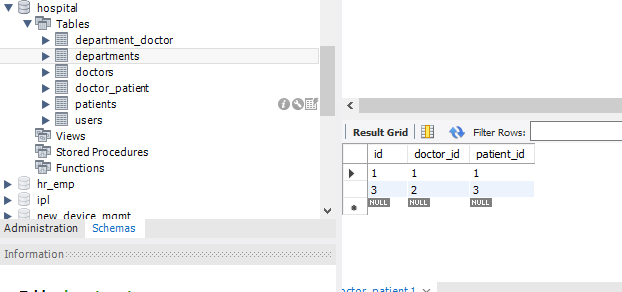 hospital
Tables
department_doctor
departments
doctors
doctor_patient
patients
users
Views
Stored Procedures
Functions
hr_emp
ipl
new_device_mgmt
Administration Schemas
Information
Result Grid Filter Rows:
id doctor_id patient_id
1 1 1
3 2 3
NULL NULL NULL